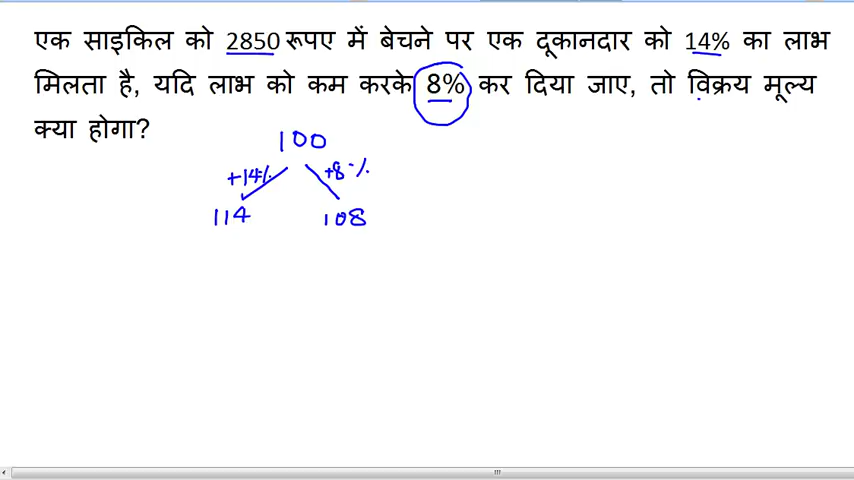 एक साइकिल को 2850 रूपए में बेचने पर एक दूकानदार को 14% का लाभ
मिलता है, यदि लाभ को कम करके 8% कर दिया जाए, तो विक्रय मूल्य
क्या होगा?
100
+14% +8%
114 108